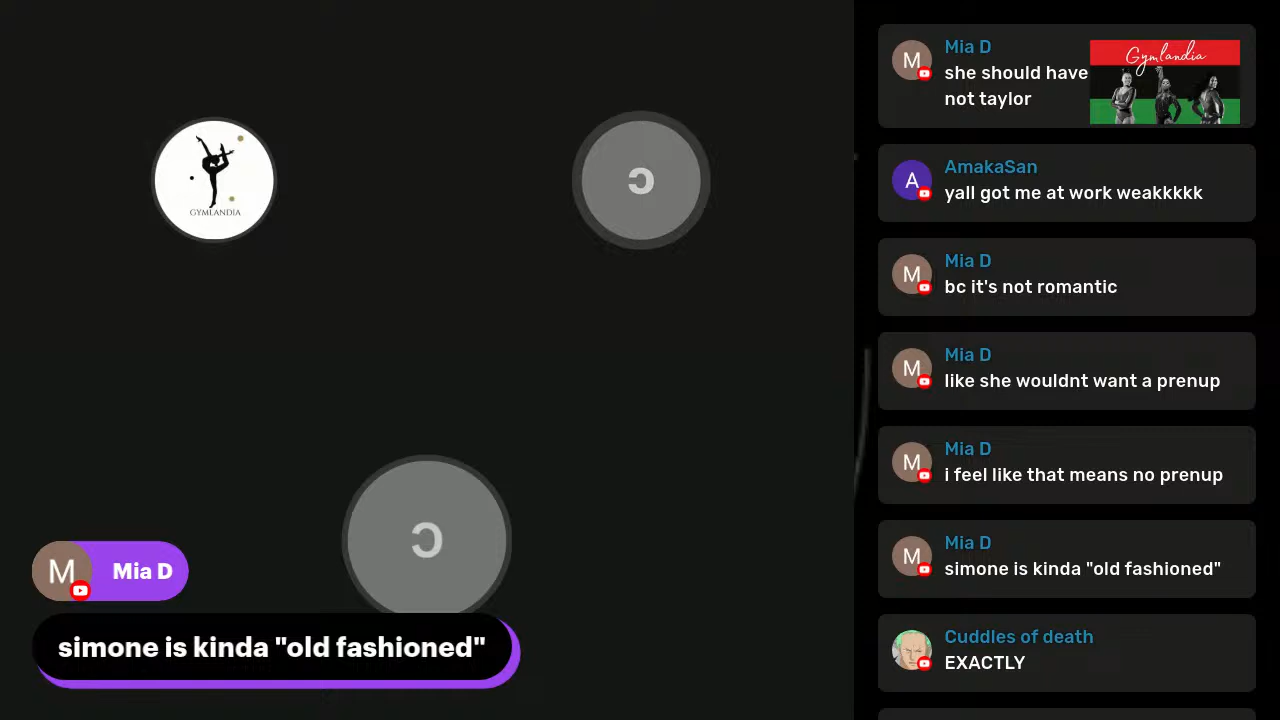 GYMLANDIA
ɔ
ɔ
M
Mia D
simone is kinda "old fashioned"
M
Mia D
she should have
not taylor
Gymlandia
A
AmakaSan
yall got me at work weakkkkk
M
Mia D
bc it's not romantic
M
Mia D
like she wouldnt want a prenup
M
Mia D
i feel like that means no prenup
M
Mia D
simone is kinda "old fashioned"
Cuddles of death
EXACTLY